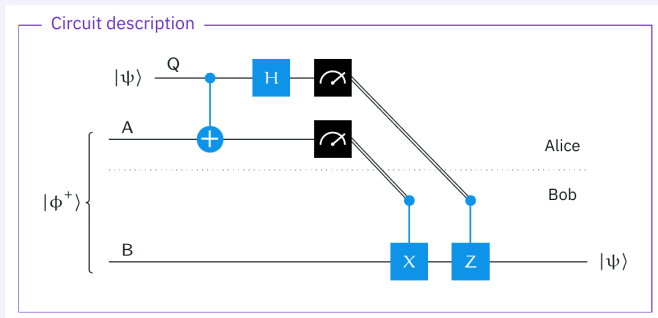 Circuit description
|ψ⟩ Q H
A
Alice
|ϕ⁺⟩
Bob
B X Z |ψ⟩